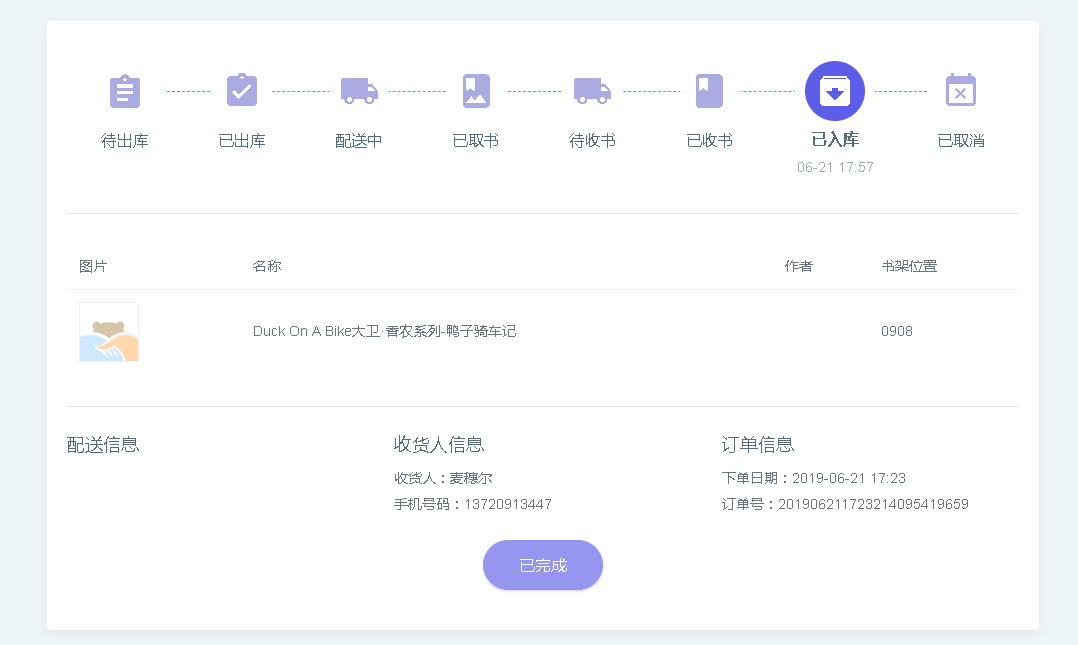 待出库
已出库
配送中
已取书
待收书
已收书
已入库
已取消
06-21 17:57
图片 名称 作者 书架位置
Duck On A Bike大卫·香农系列-鸭子骑车记 0908
配送信息
收货人信息
收货人：麦穗尔
手机号码：13720913447
订单信息
下单日期：2019-06-21 17:23
订单号：201906211723214095419659
已完成